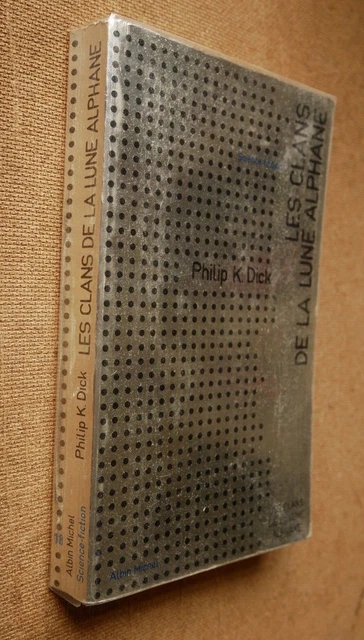 LES CLANS
DE LA LUNE ALPHANE
Philip K. Dick
Albin Michel
Philip K. Dick LES CLANS DE LA LUNE ALPHANE
Albin Michel
Science-fiction